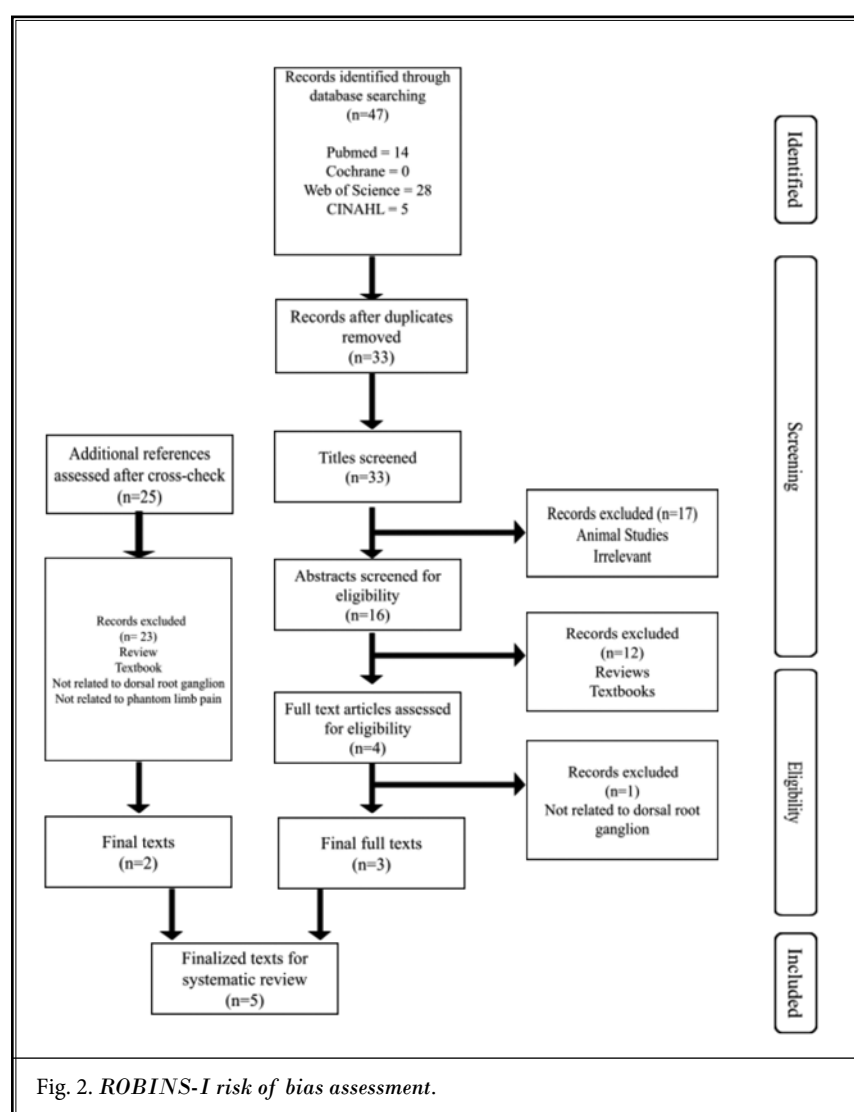 Records identified through
database searching
(n=47)
Pubmed = 14
Cochrane = 0
Web of Science = 28
CINAHL = 5
Identified
Records after duplicates
removed
(n=33)
Screening
Additional references
assessed after cross-check
(n=25)
Titles screened
(n=33)
Records excluded (n=17)
Animal Studies
Irrelevant
Abstracts screened for
eligibility
(n=16)
Records excluded
(n= 23)
Review
Textbook
Not related to dorsal root ganglion
Not related to phantom limb pain
Records excluded
(n=12)
Reviews
Textbooks
Full text articles assessed
for eligibility
(n=4)
Eligibility
Records excluded
(n=1)
Not related to dorsal root
ganglion
Final texts
(n=2)
Final full texts
(n=3)
Finalized texts for
systematic review
(n=5)
Included
Fig. 2. ROBINS-I risk of bias assessment.